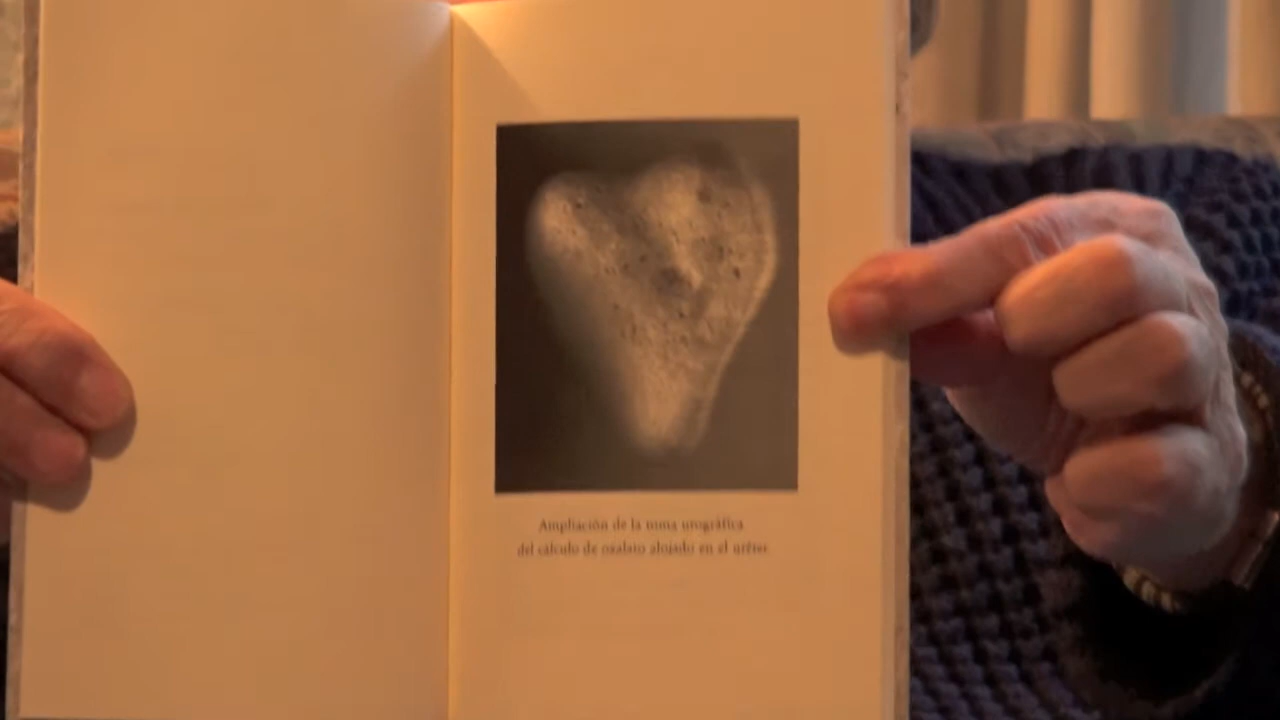 Ampliación de la toma urográfica
del cálculo de oxalato alojado en el uréter.